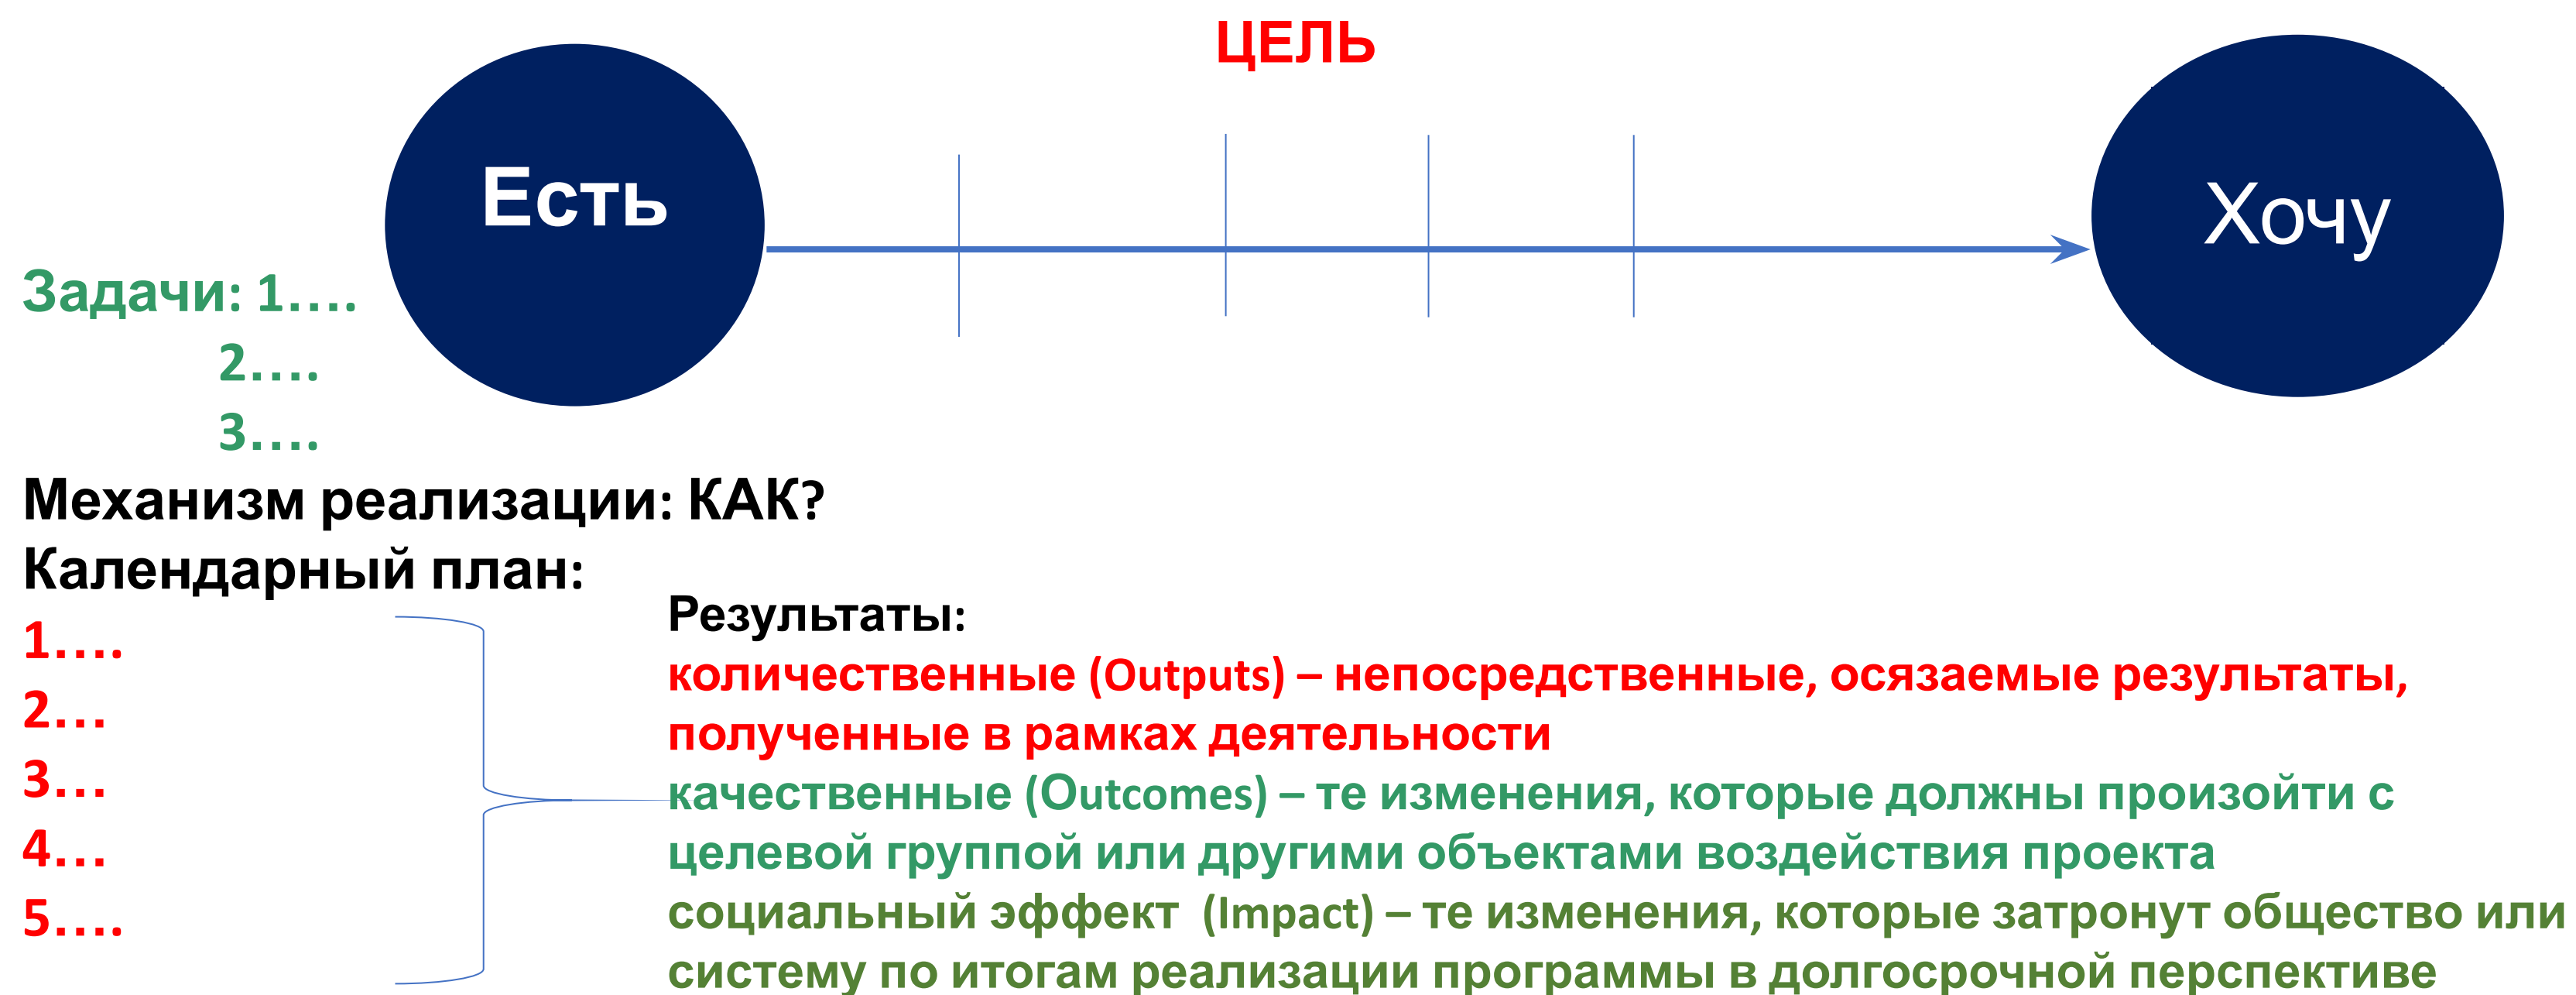 ЦЕЛЬ
Есть
Хочу
Задачи: 1….
2….
3….
Механизм реализации: КАК?
Календарный план:
1….
2…
3…
4…
5….
Результаты:
количественные (Outputs) – непосредственные, осязаемые результаты,
полученные в рамках деятельности
качественные (Outcomes) – те изменения, которые должны произойти с
целевой группой или другими объектами воздействия проекта
социальный эффект  (Impact) – те изменения, которые затронут общество или
систему по итогам реализации программы в долгосрочной перспективе